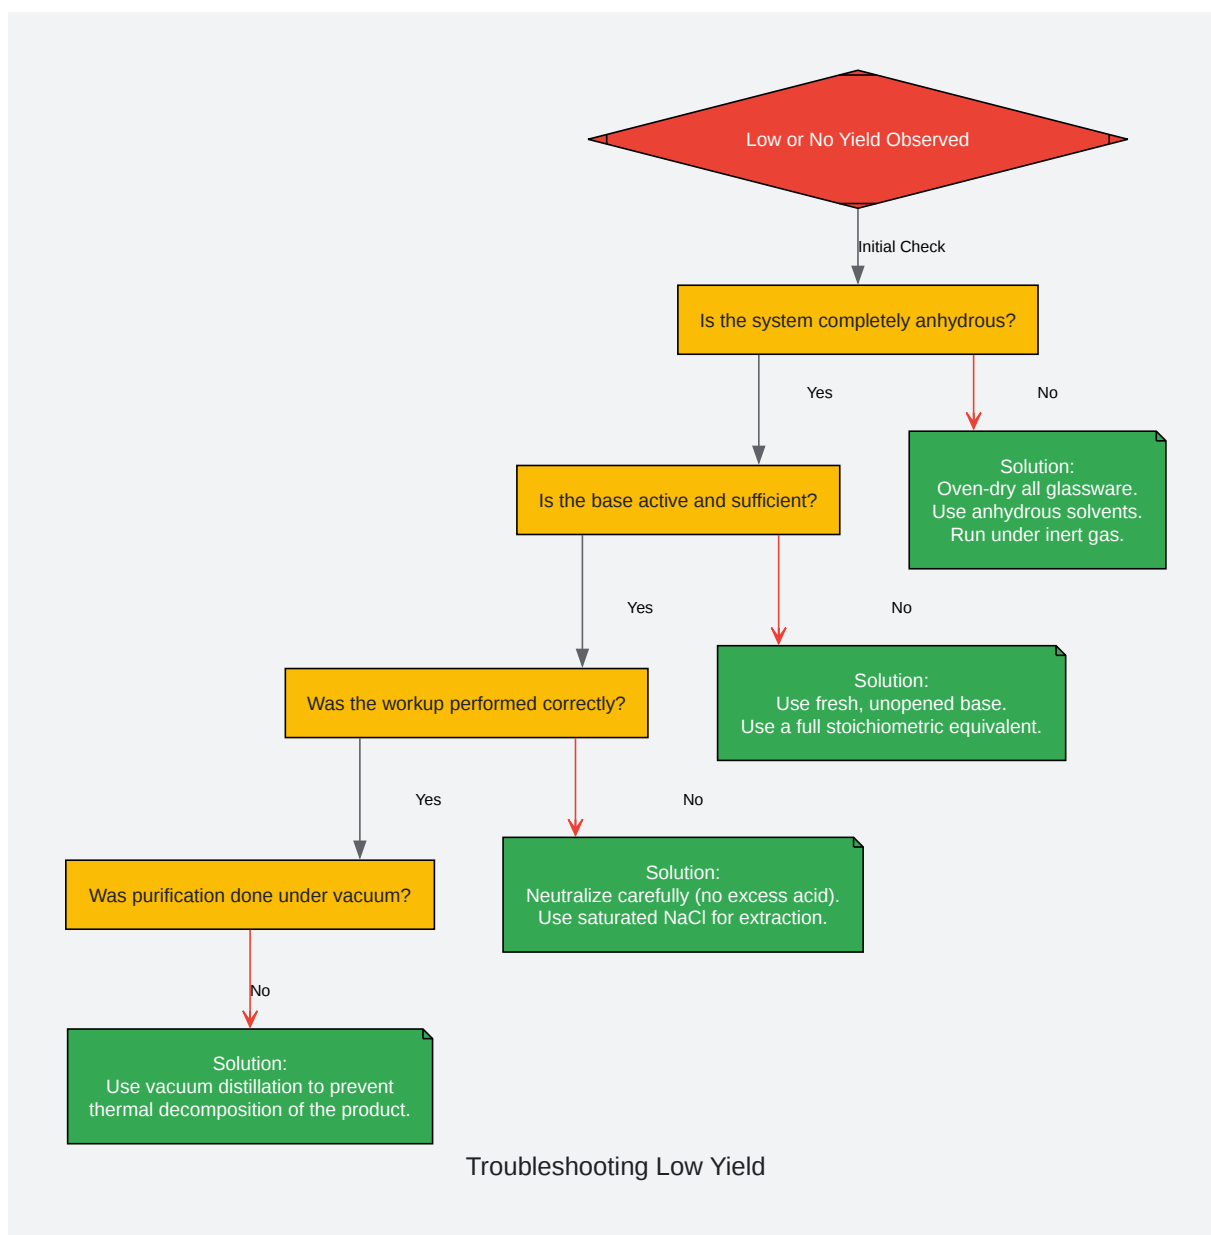 Low or No Yield Observed
Initial Check
Is the system completely anhydrous?
Yes
No
Solution:
Oven-dry all glassware.
Use anhydrous solvents.
Run under inert gas.
Is the base active and sufficient?
Yes
No
Solution:
Use fresh, unopened base.
Use a full stoichiometric equivalent.
Was the workup performed correctly?
Yes
No
Solution:
Neutralize carefully (no excess acid).
Use saturated NaCl for extraction.
Was purification done under vacuum?
No
Solution:
Use vacuum distillation to prevent
thermal decomposition of the product.
Troubleshooting Low Yield